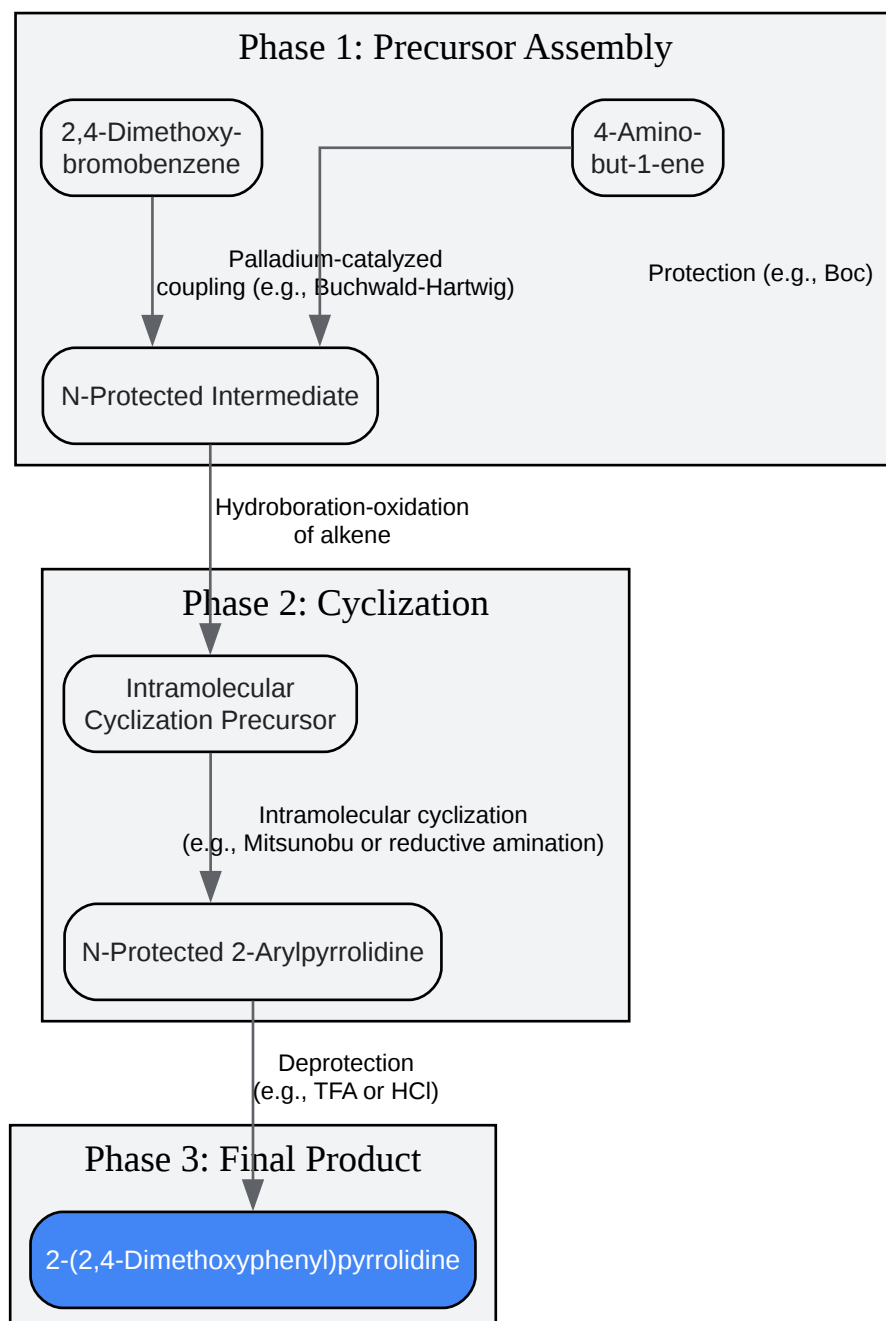 Phase 1: Precursor Assembly
2,4-Dimethoxy-
bromobenzene
4-Amino-
but-1-ene
Palladium-catalyzed
coupling (e.g., Buchwald-Hartwig)
Protection (e.g., Boc)
N-Protected Intermediate
Hydroboration-oxidation
of alkene
Phase 2: Cyclization
Intramolecular
Cyclization Precursor
Intramolecular cyclization
(e.g., Mitsunobu or reductive amination)
N-Protected 2-Arylpyrrolidine
Deprotection
(e.g., TFA or HCl)
Phase 3: Final Product
2-(2,4-Dimethoxyphenyl)pyrrolidine